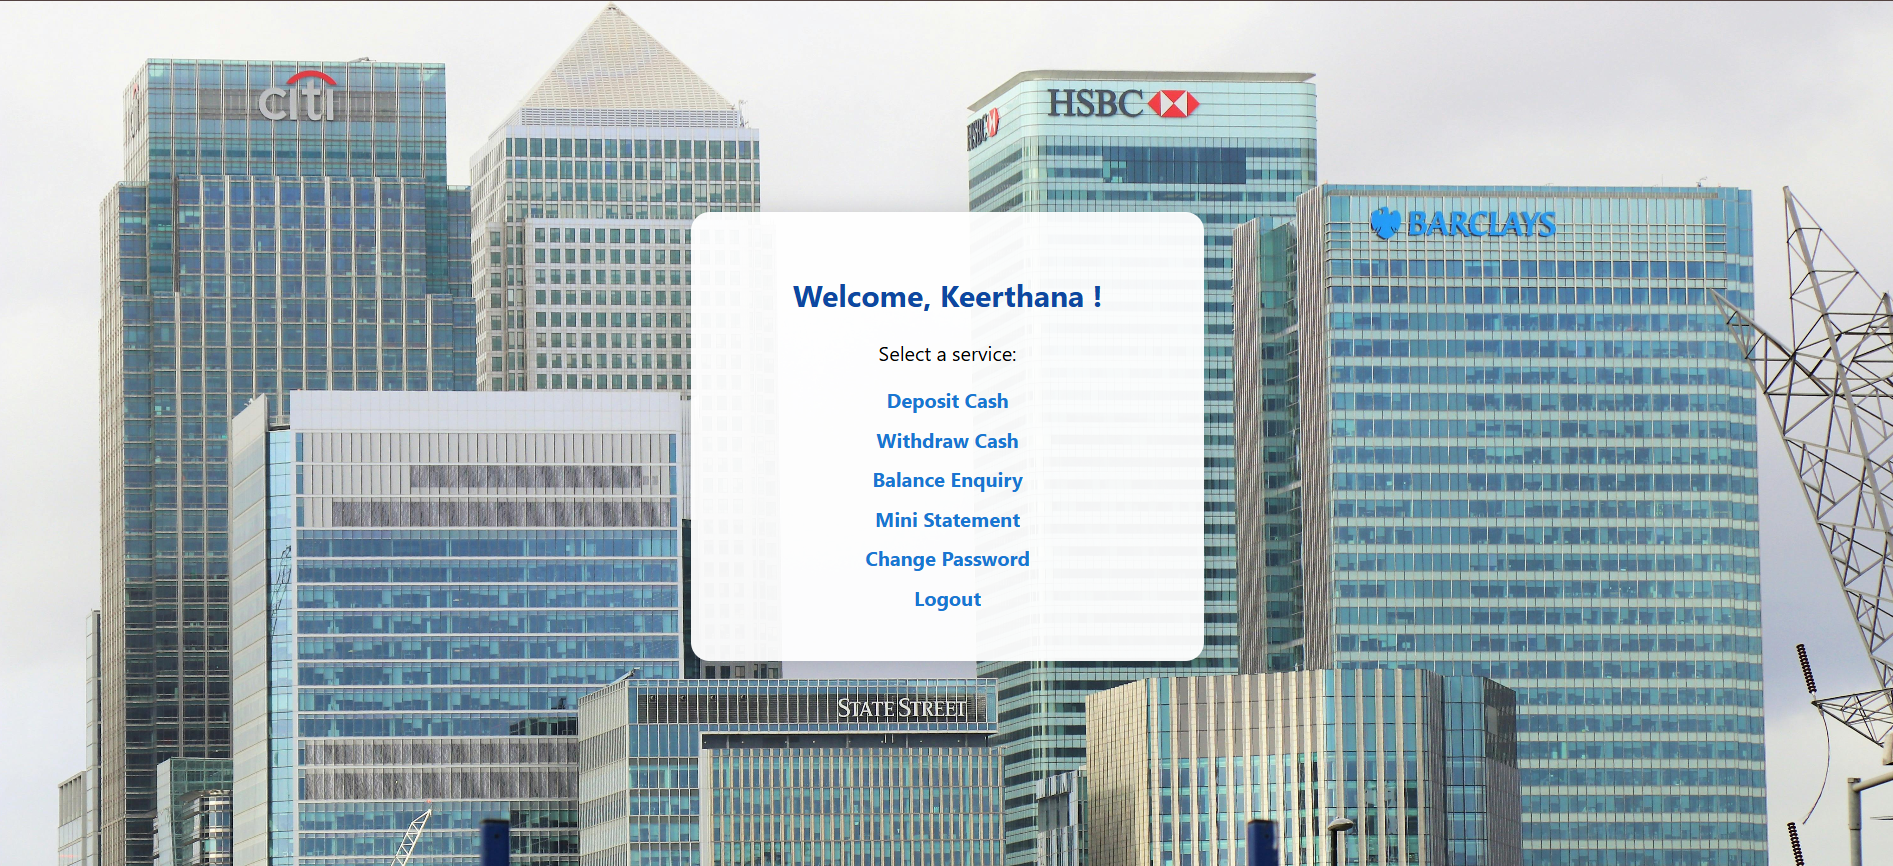 citi
HSBC
HSBC
BARCLAYS
Welcome, Keerthana !
Select a service:
Deposit Cash
Withdraw Cash
Balance Enquiry
Mini Statement
Change Password
Logout
STATE STREET